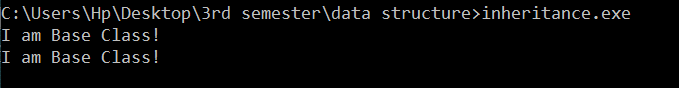 C:\Users\Hp\Desktop\3rd semester\data structure>inheritance.exe
I am Base Class!
I am Base Class!